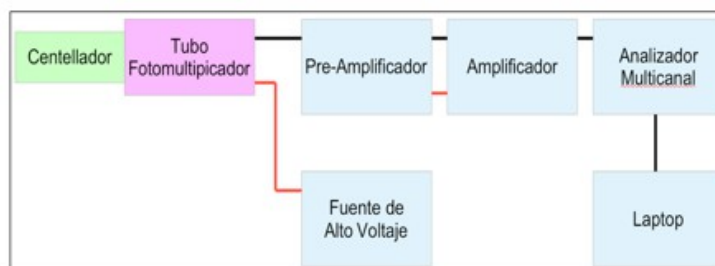 Centellador
Tubo
Fotomultipicador
Pre-Amplificador
Amplificador
Analizador
Multicanal
Fuente de
Alto Voltaje
Laptop